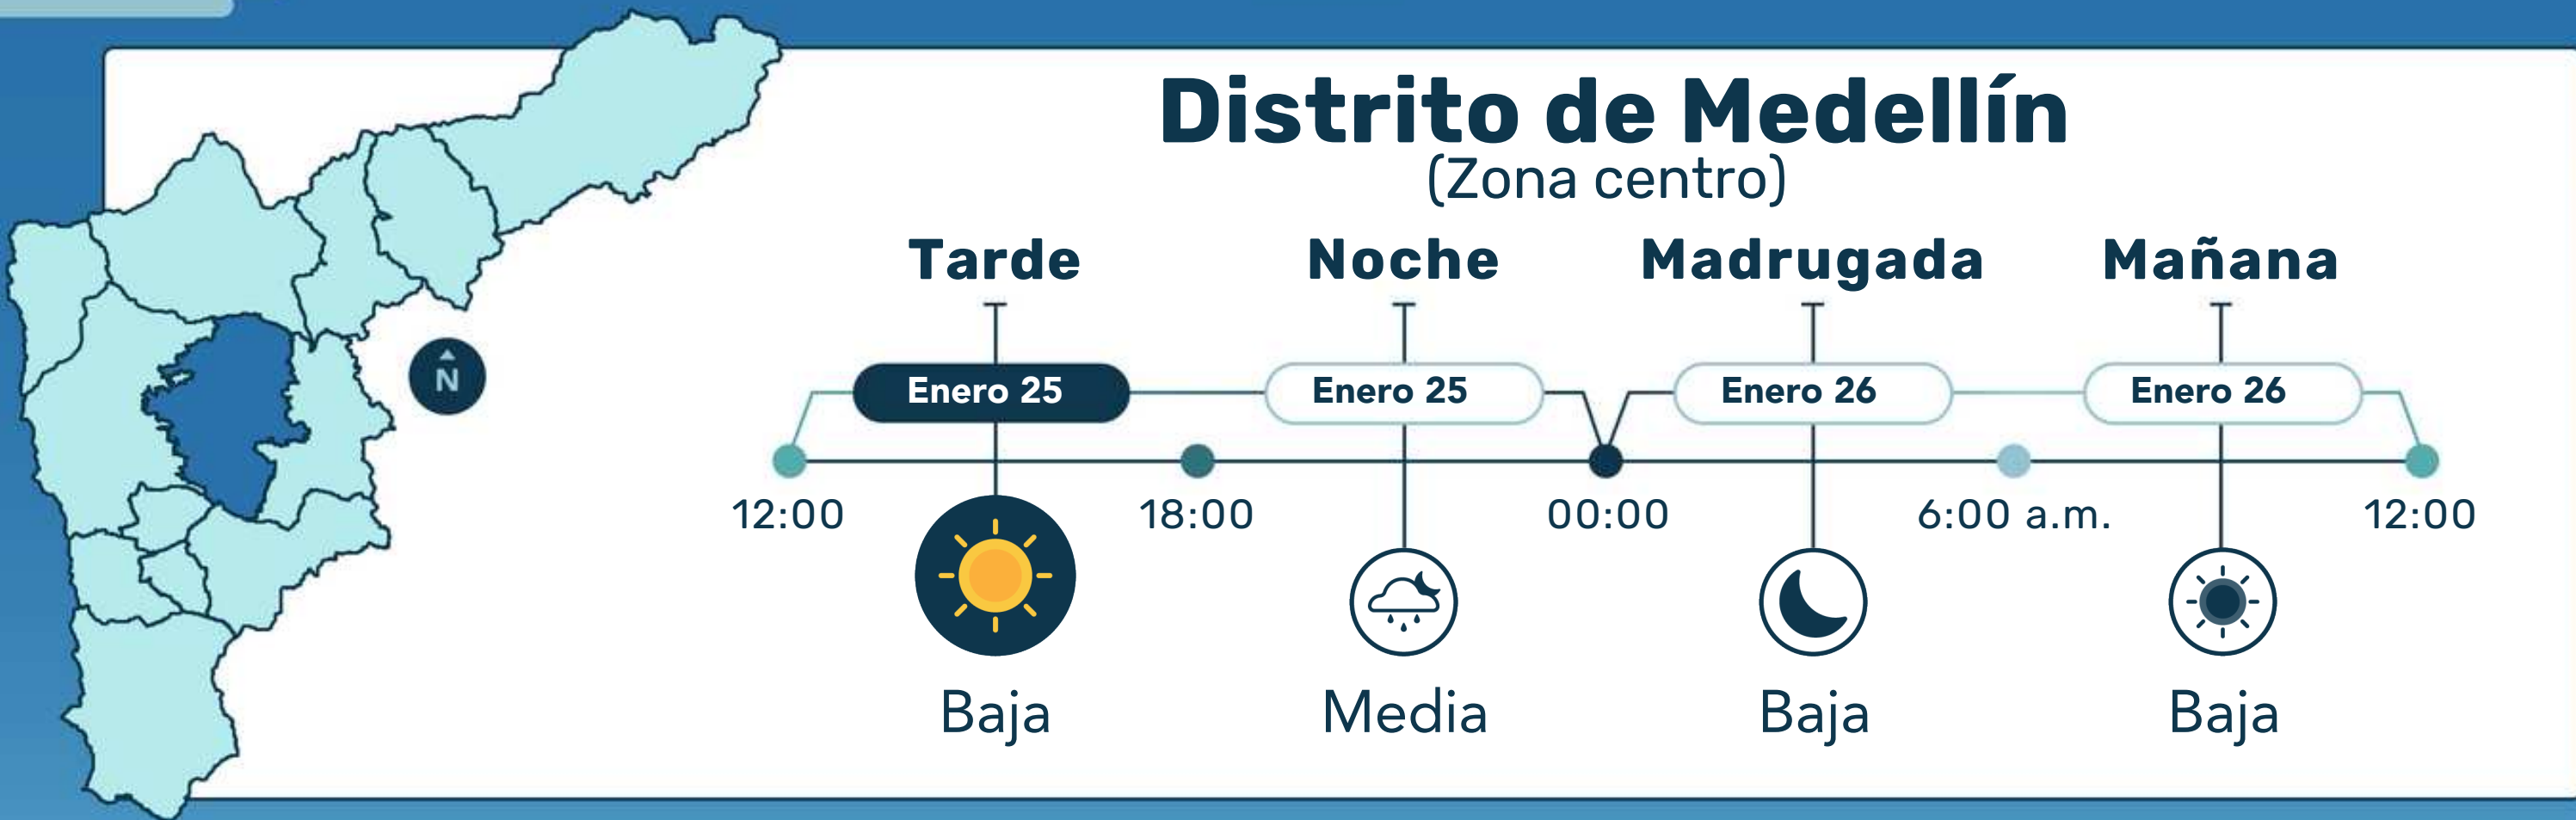 Distrito de Medellín
(Zona centro)
Tarde Noche Madrugada Mañana
Enero 25 Enero 25 Enero 26 Enero 26
N
12:00 18:00 00:00 6:00 a.m. 12:00
Baja Media Baja Baja